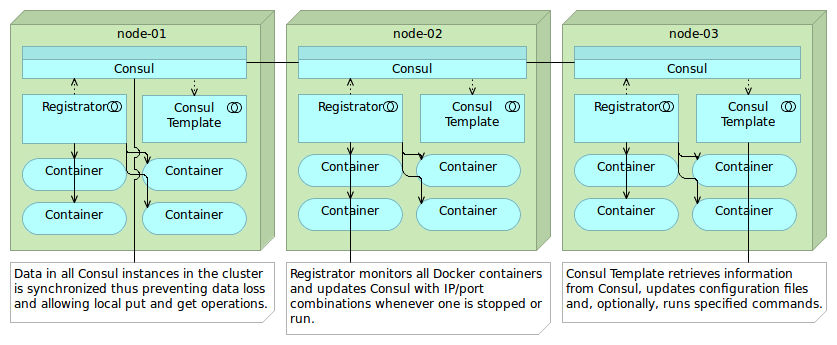 node-01
Consul
Registrator
Consul
Template
Container
Container
Container
Container
Data in all Consul instances in the cluster
is synchronized thus preventing data loss
and allowing local put and get operations.
node-02
Consul
Registrator
Consul
Template
Container
Container
Container
Container
Registrator monitors all Docker containers
and updates Consul with IP/port
combinations whenever one is stopped or
run.
node-03
Consul
Registrator
Consul
Template
Container
Container
Container
Container
Consul Template retrieves information
from Consul, updates configuration files
and, optionally, runs specified commands.